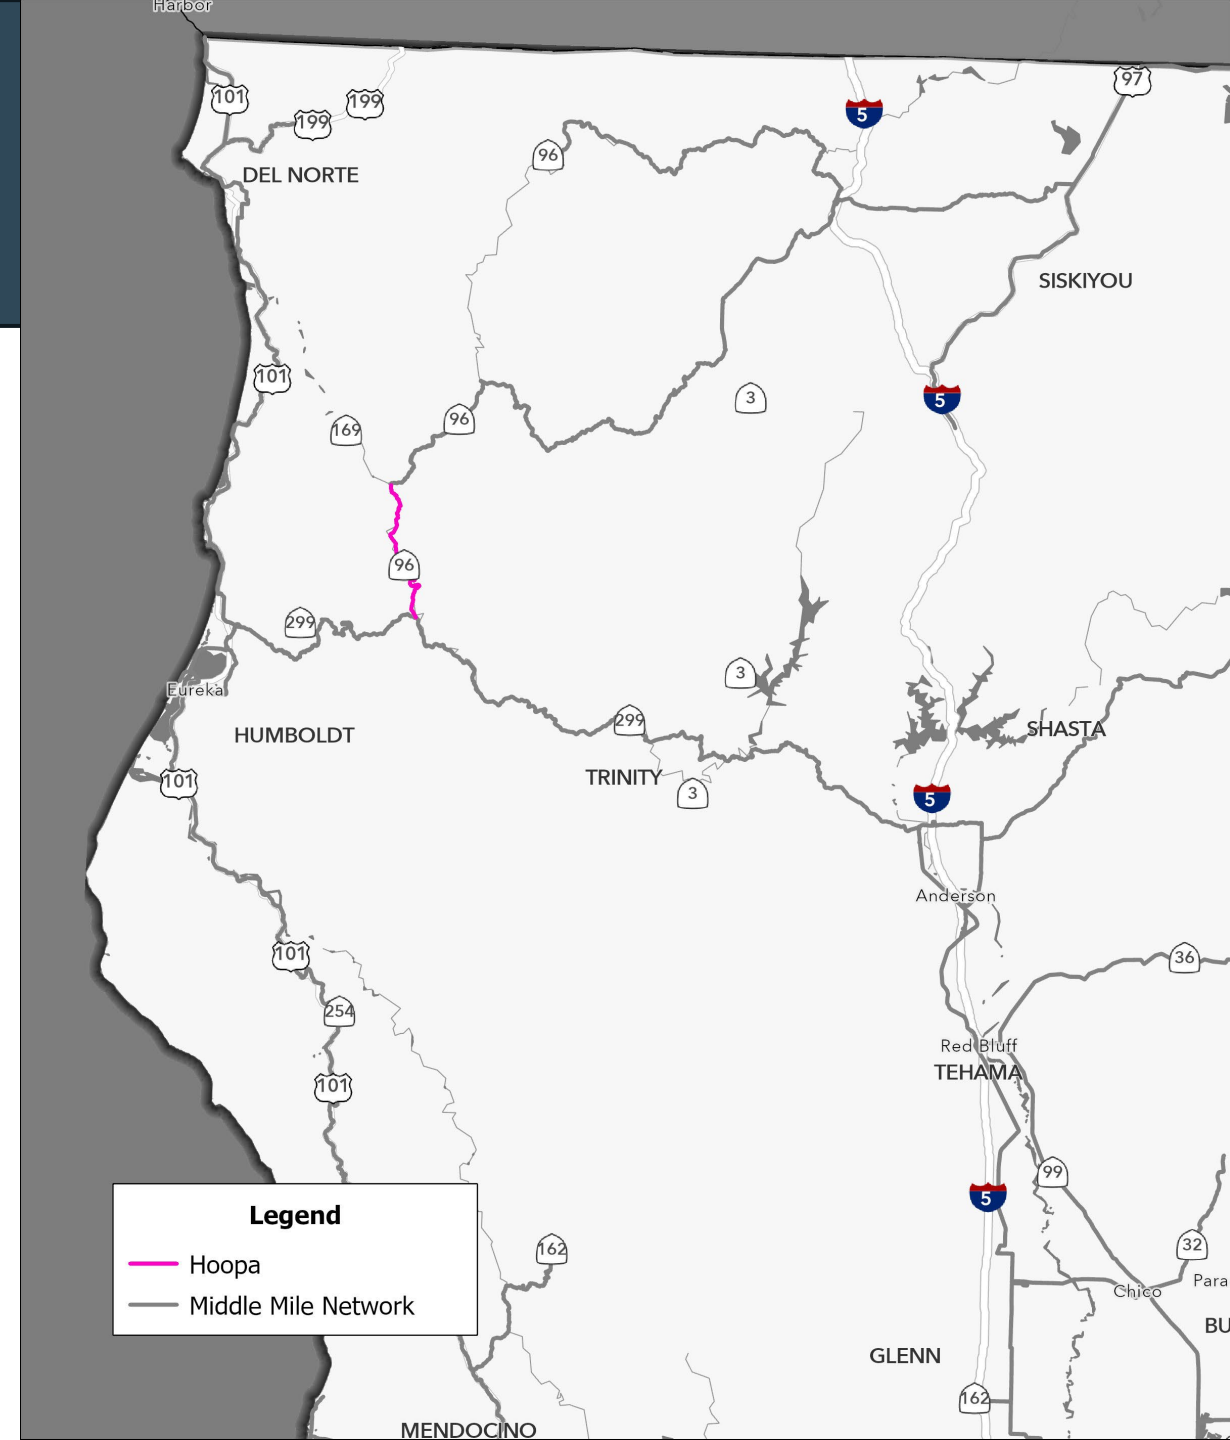 Harbor
97
101
199
199
5
96
DEL NORTE
SISKIYOU
101
5
3
96
169
96
299
3
Eureka
299
SHASTA
HUMBOLDT
TRINITY
101
3
5
Anderson
101
36
254
Red Bluff
TEHAMA
101
99
5
Legend
32
162
Hoopa
Para
Chico
Middle Mile Network
BU
GLENN
162
MENDOCINO